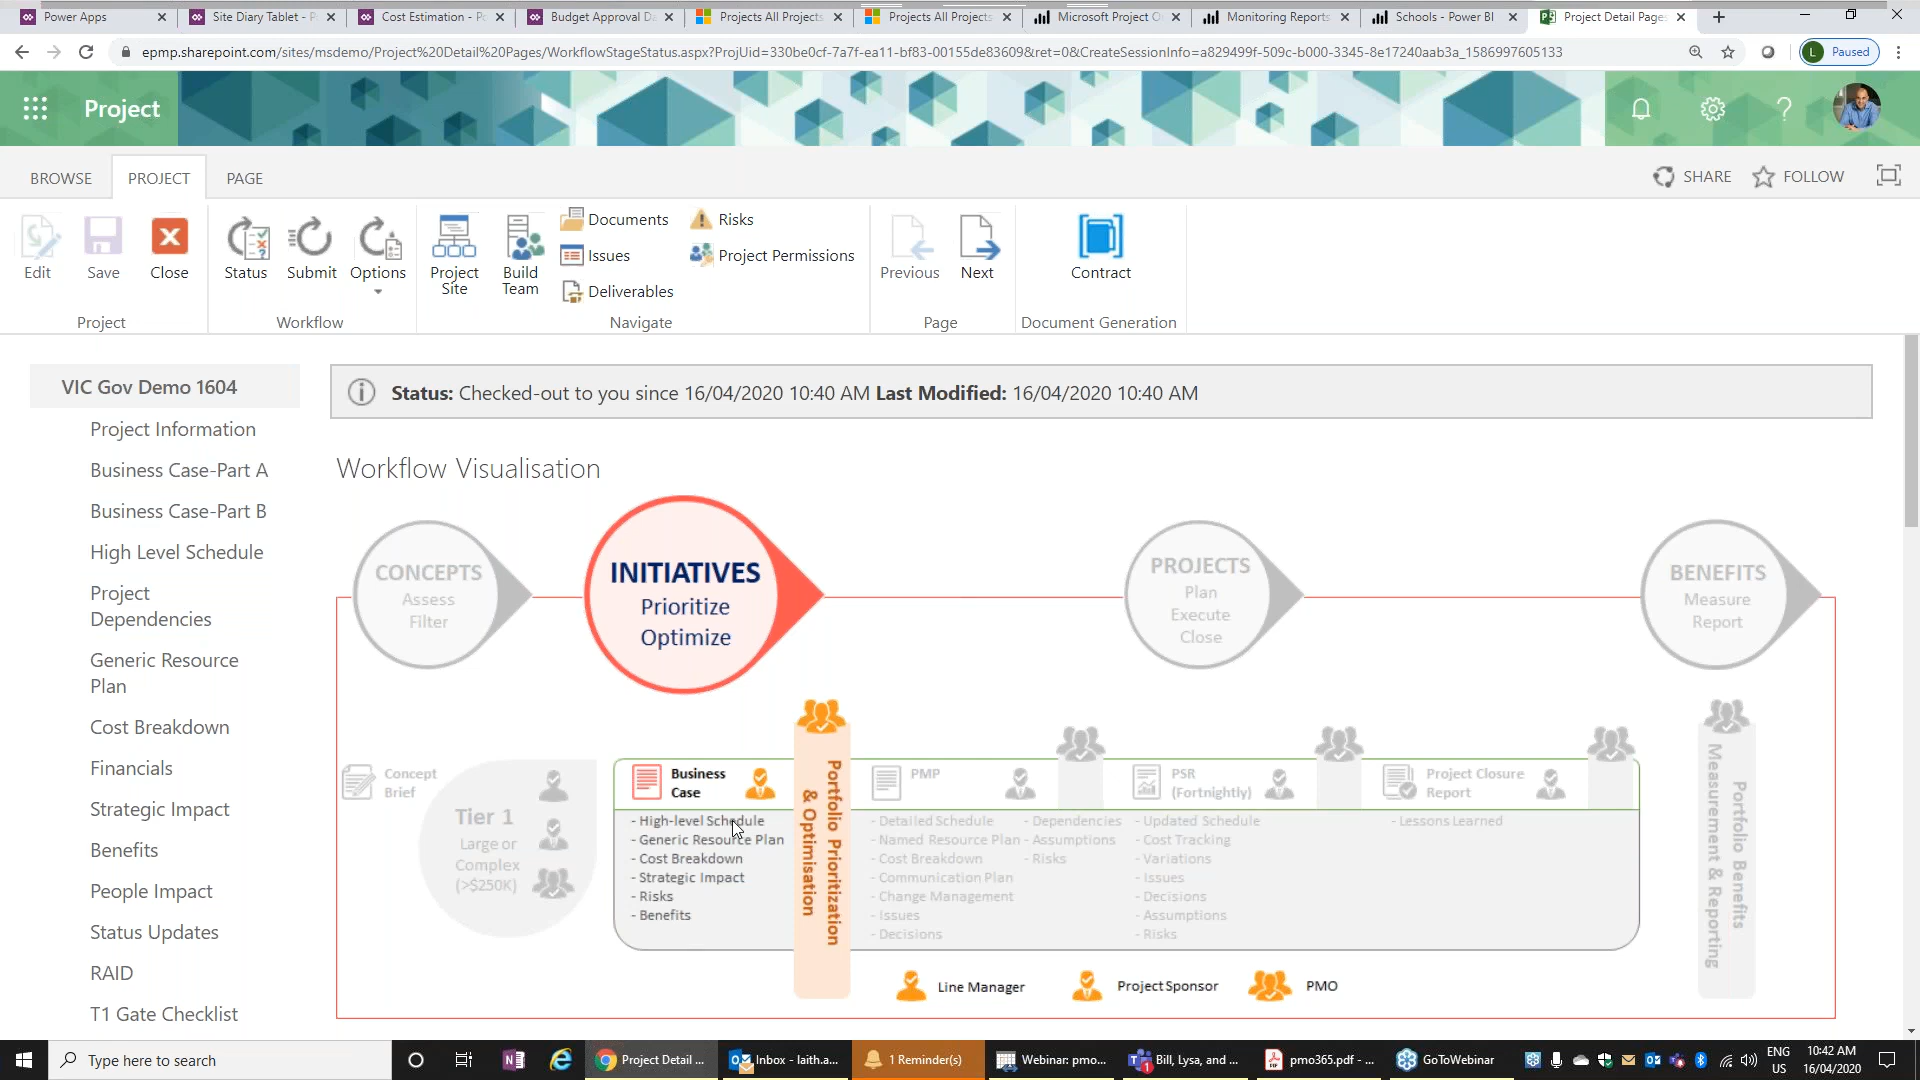 Power Apps
Site Diary Tablet - P
Cost Estimation - Po
Budget Approval Da
Projects All Projects
Projects All Projects
Microsoft Project O
Monitoring Reports
Schools - Power BI
Project Detail Pages
epmp.sharepoint.com/sites/msdemo/Project%20Detail%20Pages/WorkflowStageStatus.aspx?ProjUid=330be0cf-7a7f-ea11-bf83-00155de83609&ret=0&CreateSessionInfo=a829499f-509c-b000-3345-8e17240aab3a_1586997605133
L Paused
Project
BROWSE PROJECT PAGE
SHARE FOLLOW
Edit
Save
Close
Project
Status
Submit
Options
Workflow
Project
Site
Build
Team
Documents
Issues
Deliverables
Risks
Project Permissions
Navigate
Previous
Next
Page
Contract
Document Generation
VIC Gov Demo 1604
Project Information
Business Case-Part A
Business Case-Part B
High Level Schedule
Project
Dependencies
Generic Resource
Plan
Cost Breakdown
Financials
Strategic Impact
Benefits
People Impact
Status Updates
RAID
T1 Gate Checklist
Status: Checked-out to you since 16/04/2020 10:40 AM Last Modified: 16/04/2020 10:40 AM
Workflow Visualisation
CONCEPTS
Assess
Filter
INITIATIVES
Prioritize
Optimize
PROJECTS
Plan
Execute
Close
BENEFITS
Measure
Report
Concept
Brief
Tier 1
Large or
Complex
(>$250K)
Business
Case
- High-level Schedule
- Generic Resource Plan
- Cost Breakdown
- Strategic Impact
- Risks
- Benefits
Portfolio Prioritization
& Optimisation
PMP
- Detailed Schedule
- Named Resource Plan
- Cost Breakdown
- Communication Plan
- Change Management
- Issues
- Decisions
- Dependencies
- Assumptions
- Risks
PSR
(Fortnightly)
- Updated Schedule
- Cost Tracking
- Variations
- Issues
- Decisions
- Assumptions
- Risks
Project Closure
Report
- Lessons Learned
Portfolio Benefits
Measurement & Reporting
Line Manager
Project Sponsor
PMO
Type here to search
Project Detail ...
Inbox - laith.a...
1 Reminder(s)
Webinar: pmo...
Bill, Lysa, and ...
pmo365.pdf - ...
GoToWebinar
ENG
US
10:42 AM
16/04/2020